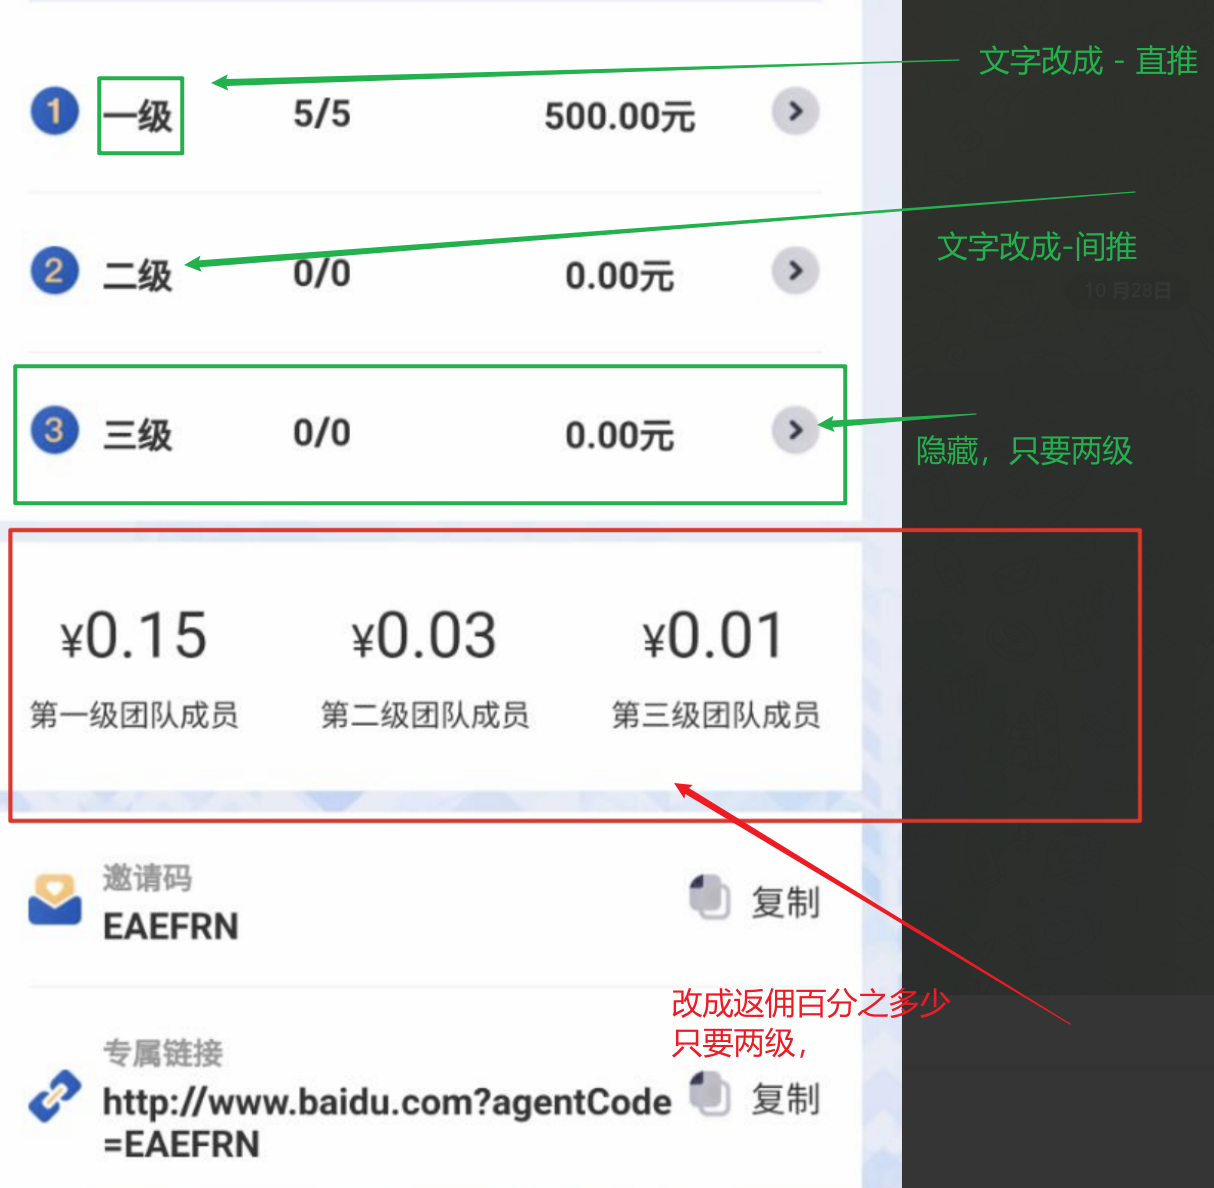 文字改成 - 直推
1 一级 5/5 500.00元
文字改成-间推
2 二级 0/0 0.00元
10 月28日
3 三级 0/0 0.00元
隐藏，只要两级
¥0.15 ¥0.03 ¥0.01
第一级团队成员 第二级团队成员 第三级团队成员
邀请码
EAEFRN 复制
改成返佣百分之多少
只要两级，
专属链接
http://www.baidu.com?agentCode 复制
=EAEFRN